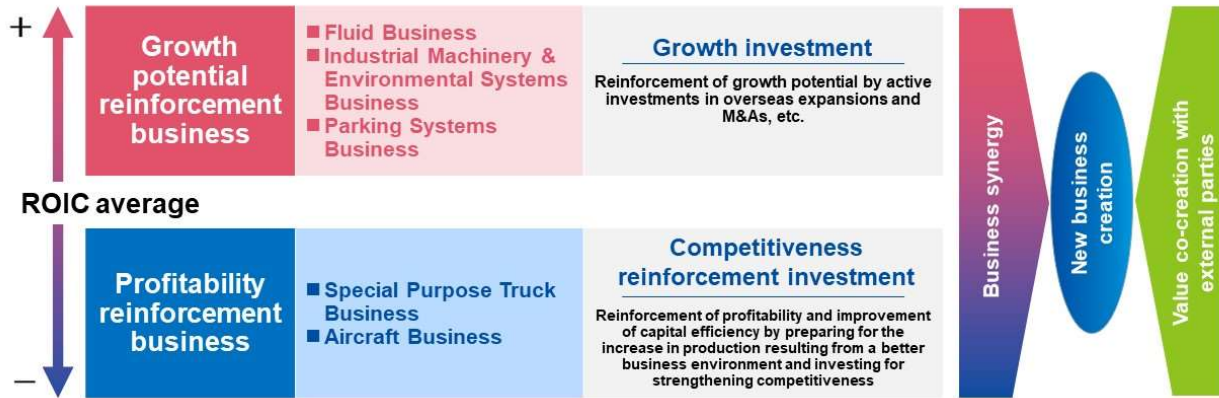 +
Growth
potential
reinforcement
business
■ Fluid Business
■ Industrial Machinery &
Environmental Systems
Business
■ Parking Systems
Business
Growth investment
Reinforcement of growth potential by active
investments in overseas expansions and
M&As, etc.
ROIC average
−
Profitability
reinforcement
business
■ Special Purpose Truck
Business
■ Aircraft Business
Competitiveness
reinforcement investment
Reinforcement of profitability and improvement
of capital efficiency by preparing for the
increase in production resulting from a better
business environment and investing for
strengthening competitiveness
Business synergy
New business
creation
Value co-creation with
external parties